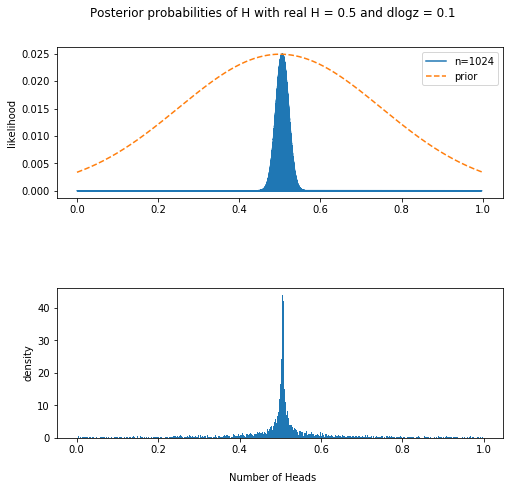 Posterior probabilities of H with real H = 0.5 and dlogz = 0.1
n=1024
prior
likelihood
0.025
0.020
0.015
0.010
0.005
0.000
0.0 0.2 0.4 0.6 0.8 1.0
density
40
30
20
10
0
0.0 0.2 0.4 0.6 0.8 1.0
Number of Heads